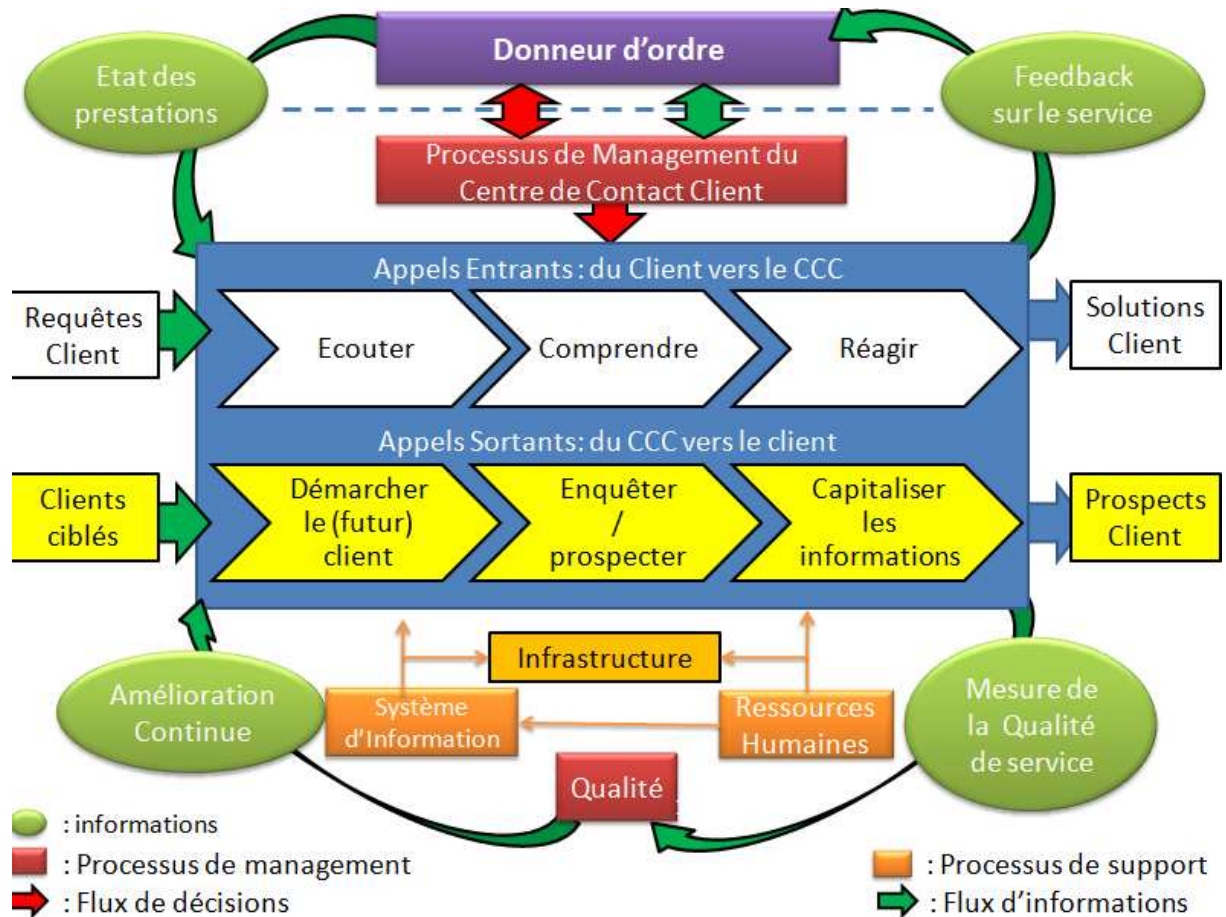 Donneur d'ordre
Etat des
prestations
Feedback
sur le service
Processus de Management du
Centre de Contact Client
Appels Entrants : du Client vers le CCC
Requêtes
Client
Ecouter
Comprendre
Réagir
Solutions
Client
Appels Sortants: du CCC vers le client
Clients
ciblés
Démarcher
le (futur)
client
Enquêter
/
prospecter
Capitaliser
les
informations
Prospects
Client
Infrastructure
Amélioration
Continue
Système
d'Information
Ressources
Humaines
Mesure de
la Qualité
de service
Qualité
: informations
: Processus de management
: Processus de support
: Flux de décisions
: Flux d'informations